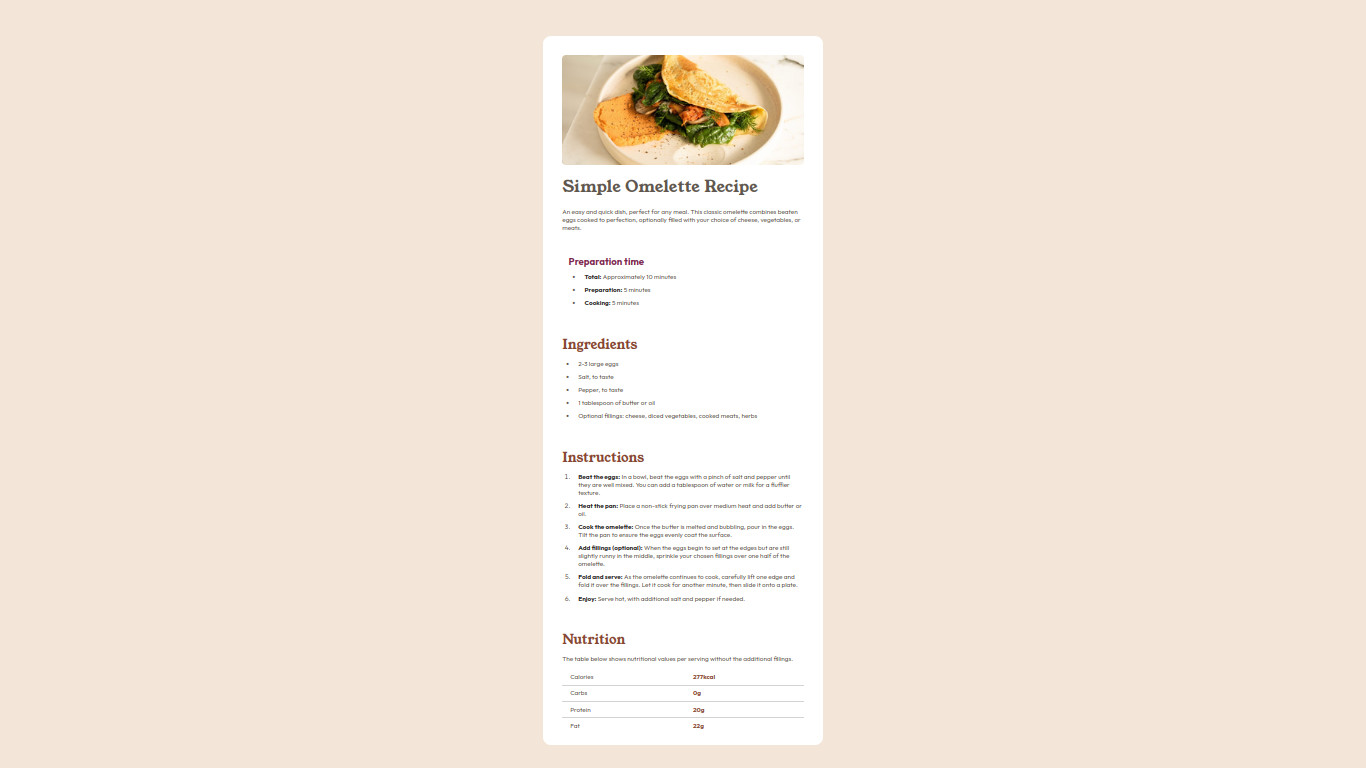 Simple Omelette Recipe
An easy and quick dish, perfect for any meal. This classic omelette combines beaten
eggs cooked to perfection, optionally filled with your choice of cheese, vegetables, or
meats.
Preparation time
• Total: Approximately 10 minutes
• Preparation: 5 minutes
• Cooking: 5 minutes
Ingredients
• 2-3 large eggs
• Salt, to taste
• Pepper, to taste
• 1 tablespoon of butter or oil
• Optional fillings: cheese, diced vegetables, cooked meats, herbs
Instructions
1. Beat the eggs: In a bowl, beat the eggs with a pinch of salt and pepper until
they are well mixed. You can add a tablespoon of water or milk for a fluffier
texture.
2. Heat the pan: Place a non-stick frying pan over medium heat and add butter or
oil.
3. Cook the omelette: Once the butter is melted and bubbling, pour in the eggs.
Tilt the pan to ensure the eggs evenly coat the surface.
4. Add fillings (optional): When the eggs begin to set at the edges but are still
slightly runny in the middle, sprinkle your chosen fillings over one half of the
omelette.
5. Fold and serve: As the omelette continues to cook, carefully lift one edge and
fold it over the fillings. Let it cook for another minute, then slide it onto a plate.
6. Enjoy: Serve hot, with additional salt and pepper if needed.
Nutrition
The table below shows nutritional values per serving without the additional fillings.
Calories 277kcal
Carbs 0g
Protein 20g
Fat 22g